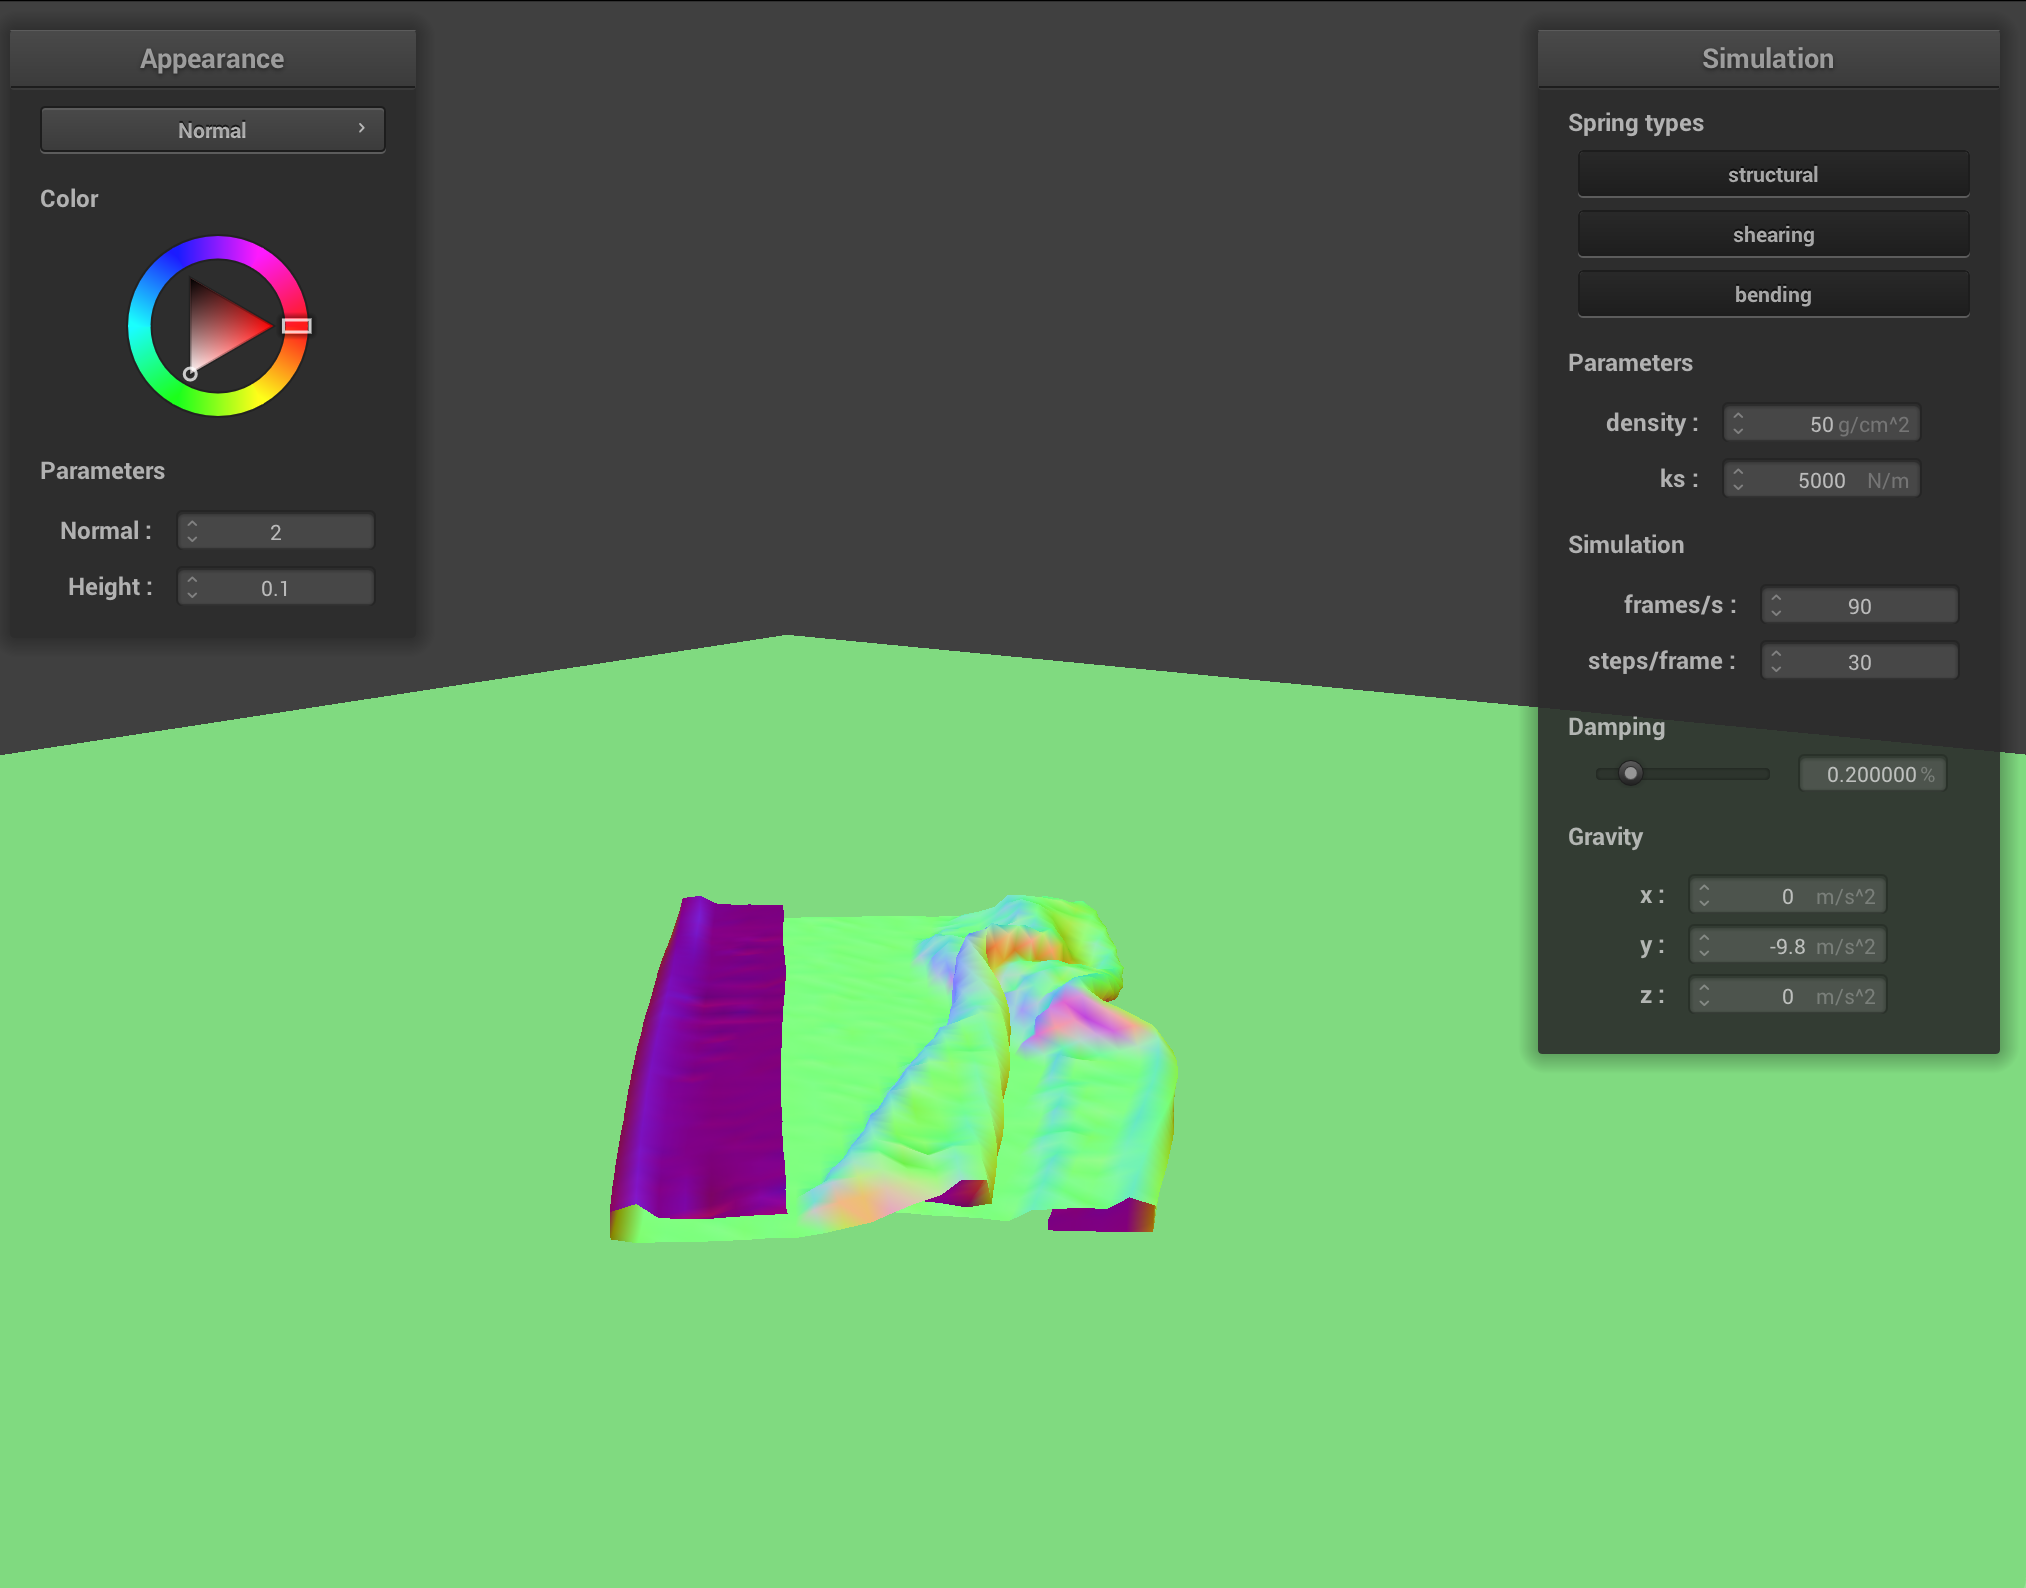 Appearance
Normal
Color
Parameters
Normal : 2
Height : 0.1
Simulation
Spring types
structural
shearing
bending
Parameters
density : 50 g/cm^2
ks : 5000 N/m
Simulation
frames/s : 90
steps/frame : 30
Damping
0.200000 %
Gravity
x : 0 m/s^2
y : -9.8 m/s^2
z : 0 m/s^2